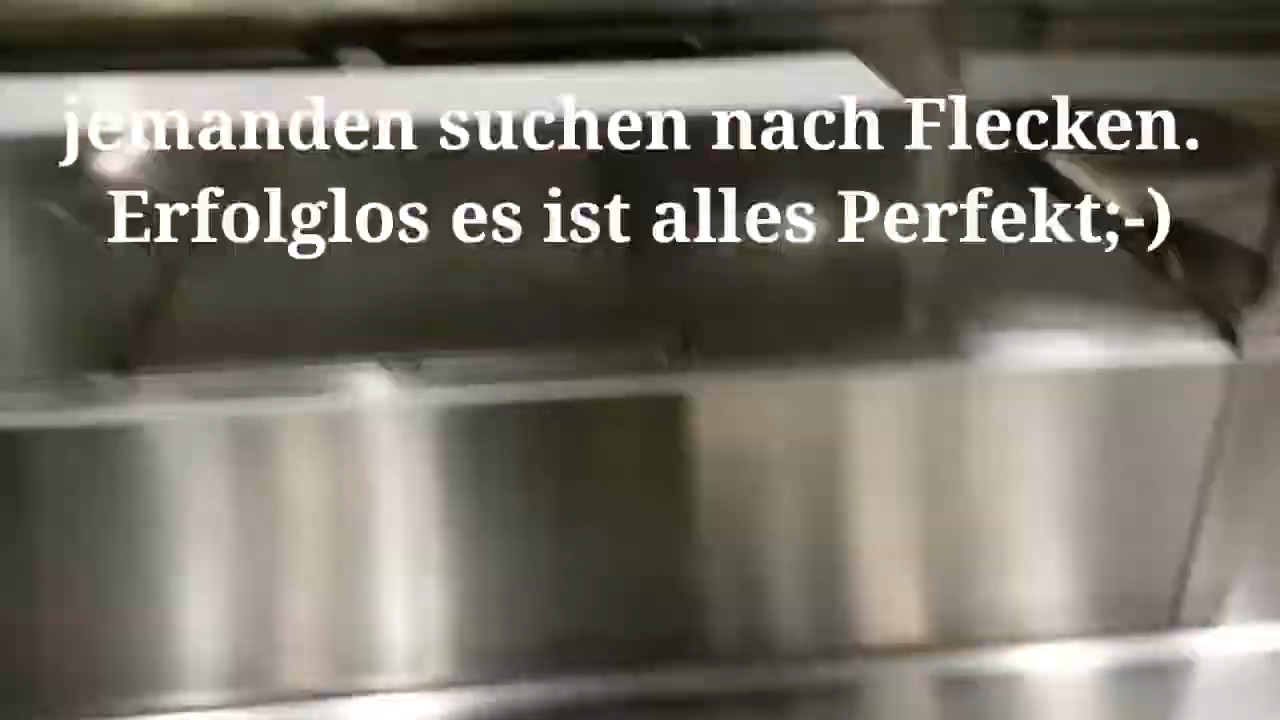 jemanden suchen nach Flecken.
Erfolglos es ist alles Perfekt;-)